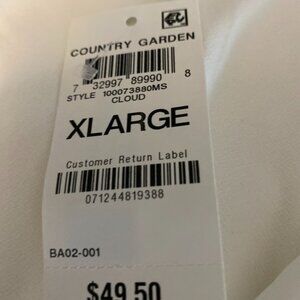 COUNTRY GARDEN
7 32997 89990 8
STYLE 100073880MS
CLOUD
XLARGE
Customer Return Label
071244819388
BA02-001
$49.50